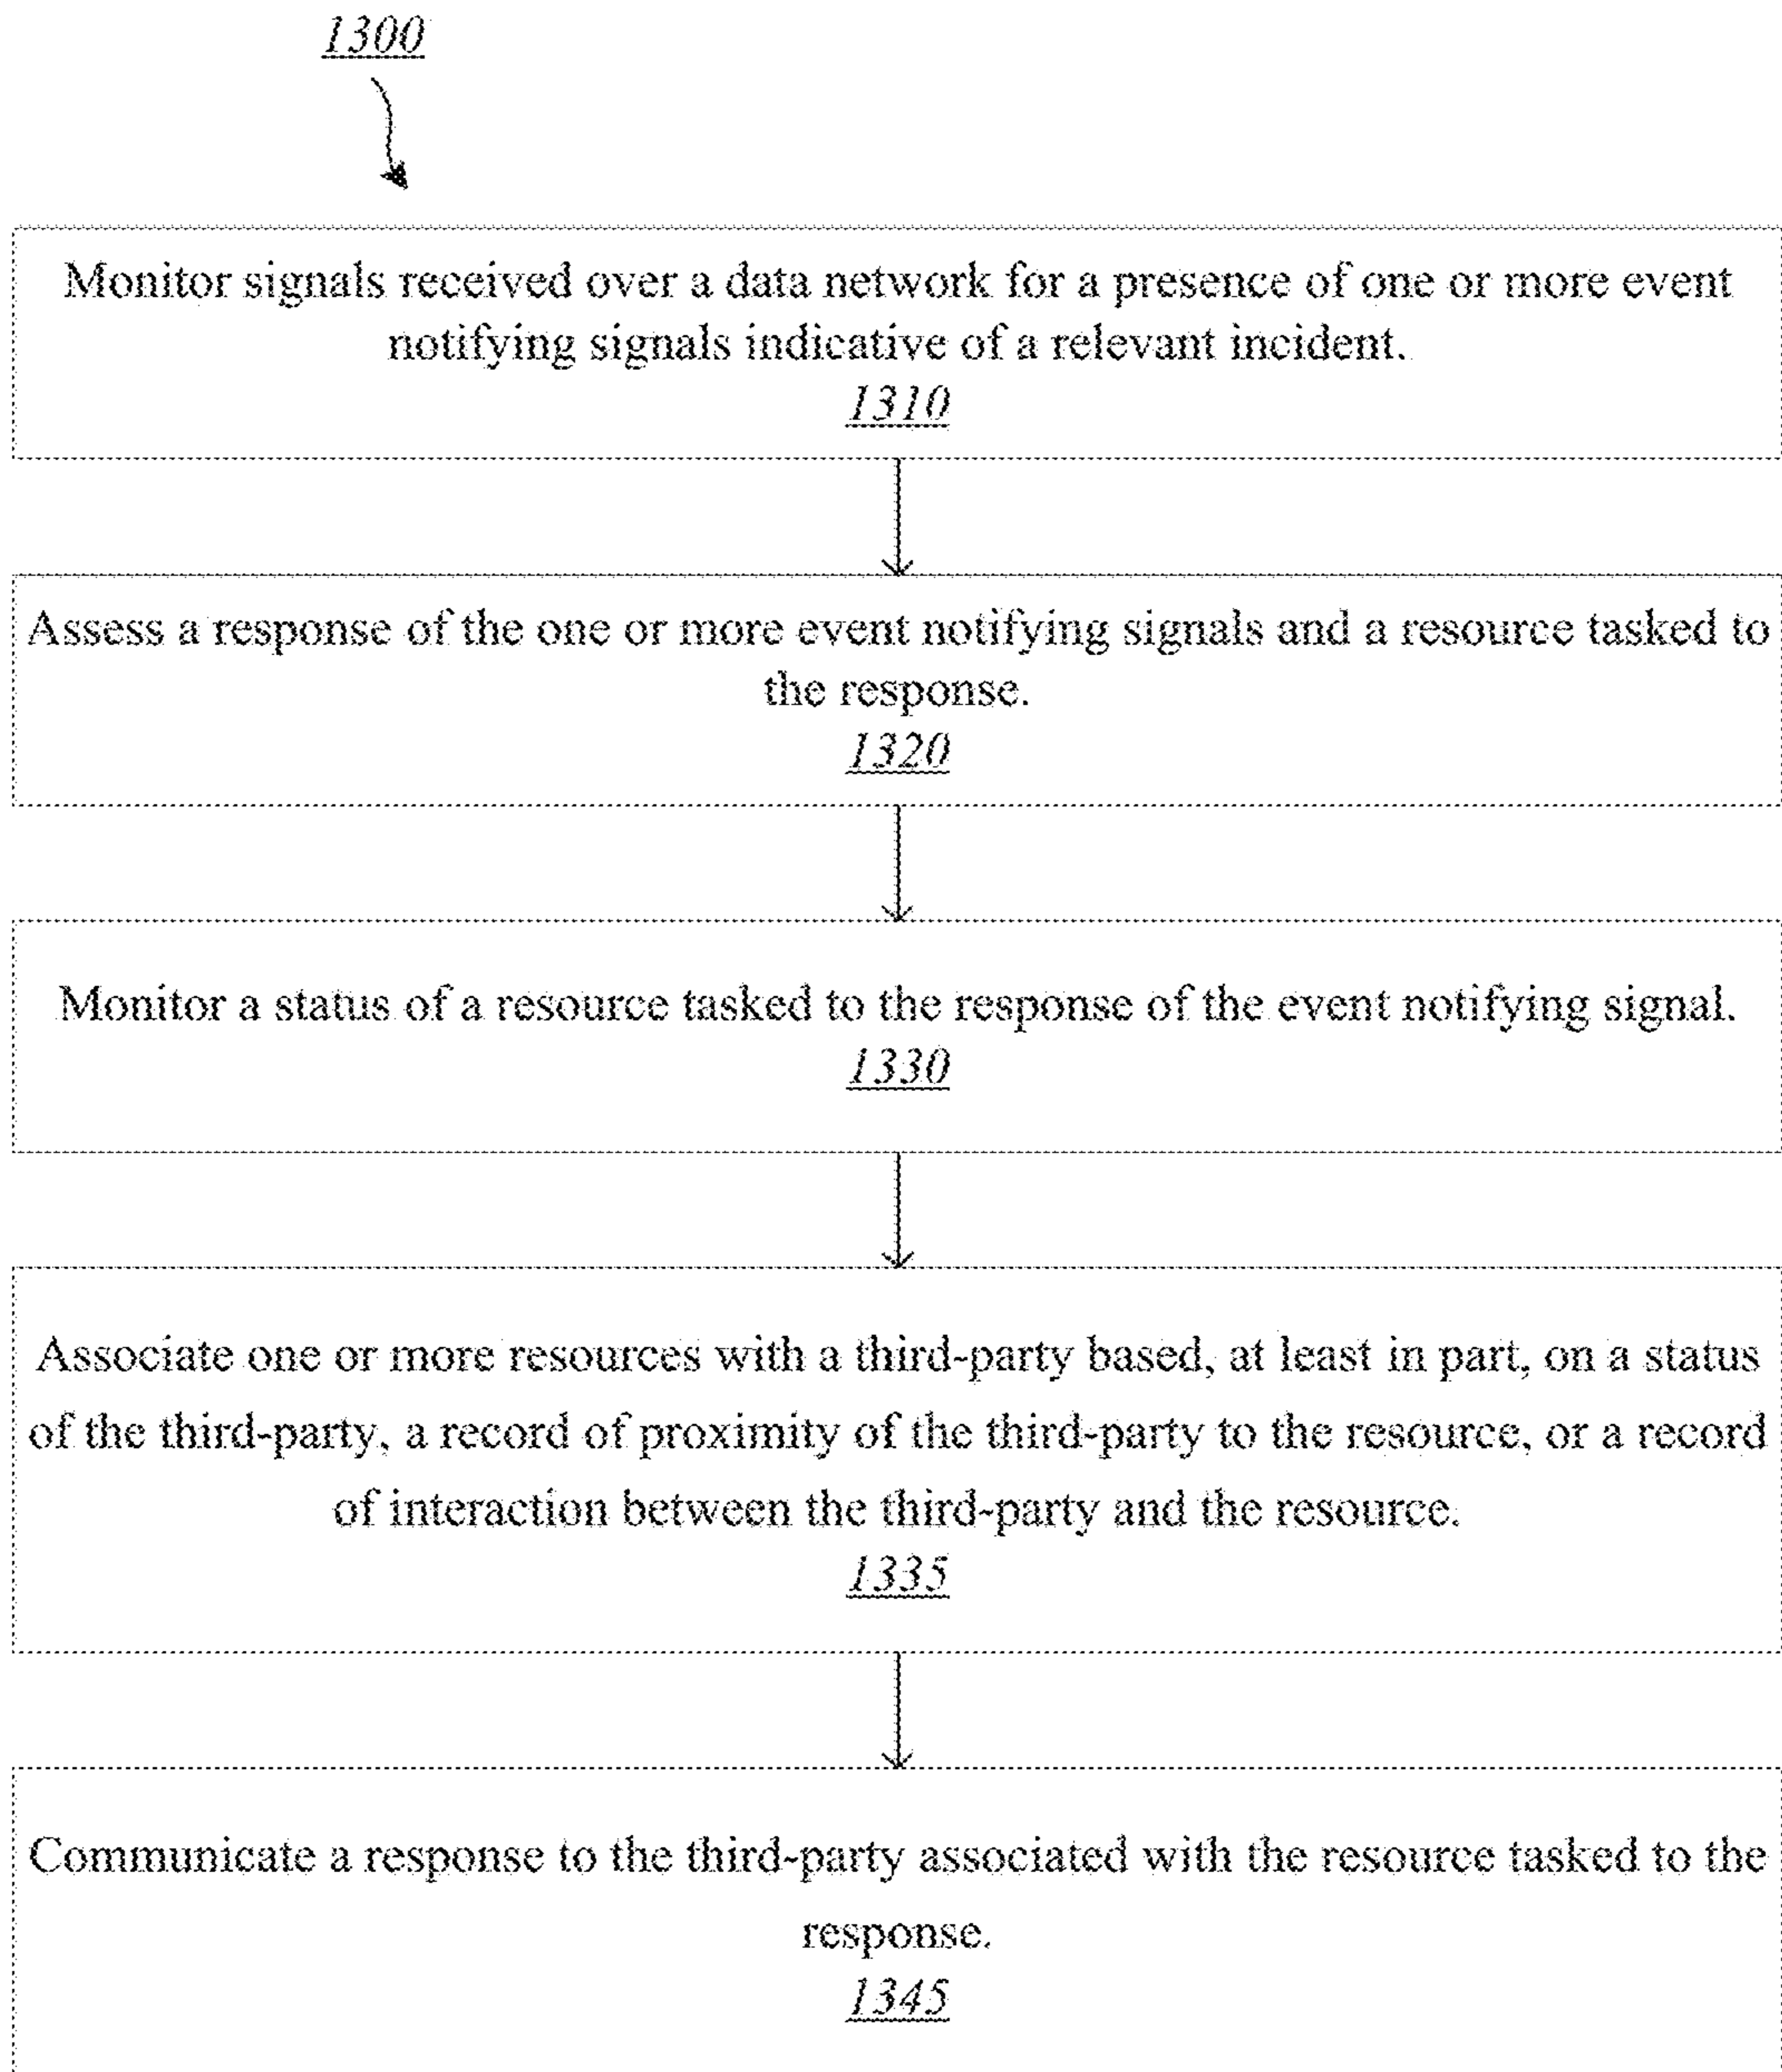 1300
Monitor signals received over a data network for a presence of one or more event
notifying signals indicative of a relevant incident.
1310
Assess a response of the one or more event notifying signals and a resource tasked to
the response.
1320
Monitor a status of a resource tasked to the response of the event notifying signal.
1330
Associate one or more resources with a third-party based, at least in part, on a status
of the third-party, a record of proximity of the third-party to the resource, or a record
of interaction between the third-party and the resource.
1335
Communicate a response to the third-party associated with the resource tasked to the
response.
1345